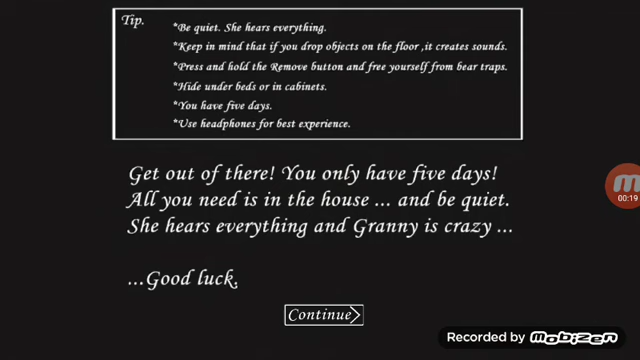 Tip.
*Be quiet. She hears everything.
*Keep in mind that if you drop objects on the floor ,it creates sounds.
*Press and hold the Remove button and free yourself from bear traps.
*Hide under beds or in cabinets.
*You have five days.
*Use headphones for best experience.
Get out of there! You only have five days!
All you need is in the house ... and be quiet.
She hears everything and Granny is crazy ...
...Good luck.
Continue
00:19
Recorded by mobizen